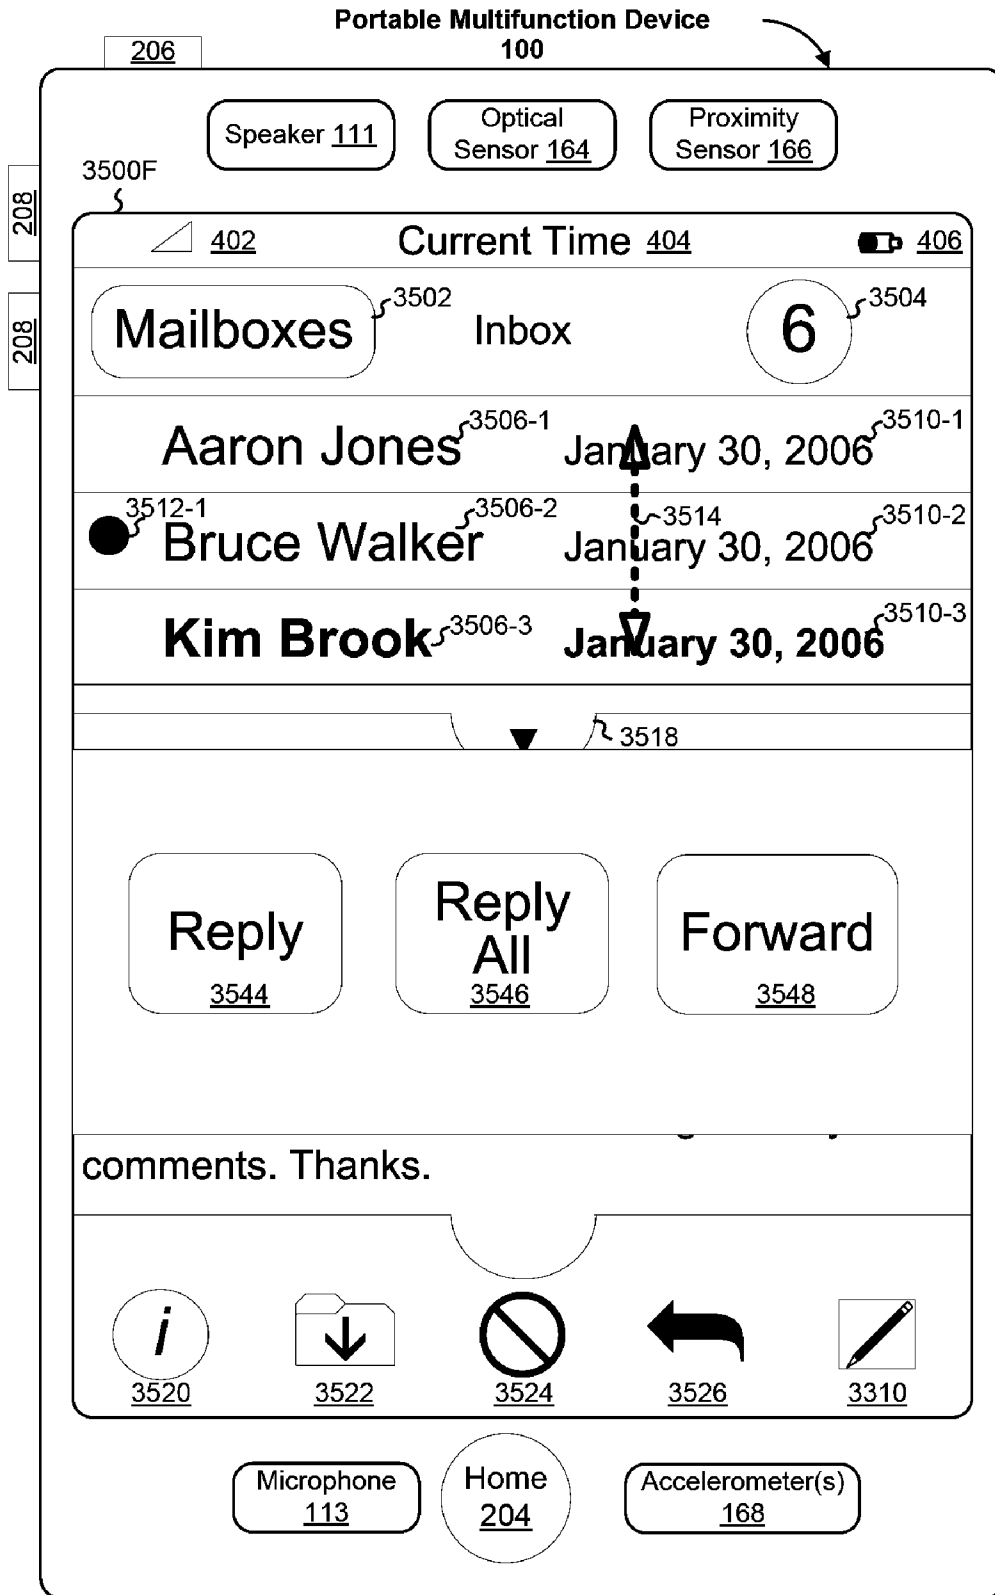 Portable Multifunction Device
100
206
Speaker 111
Optical
Sensor 164
Proximity
Sensor 166
208
208
3500F
402
Current Time 404
406
Mailboxes
3502
Inbox
6
3504
Aaron Jones
3506-1
January 30, 2006
3510-1
3512-1
Bruce Walker
3506-2
January 30, 2006
3514
3510-2
Kim Brook
3506-3
January 30, 2006
3510-3
3518
Reply
3544
Reply
All
3546
Forward
3548
comments. Thanks.
i
3520
3522
3524
3526
3310
Microphone
113
Home
204
Accelerometer(s)
168